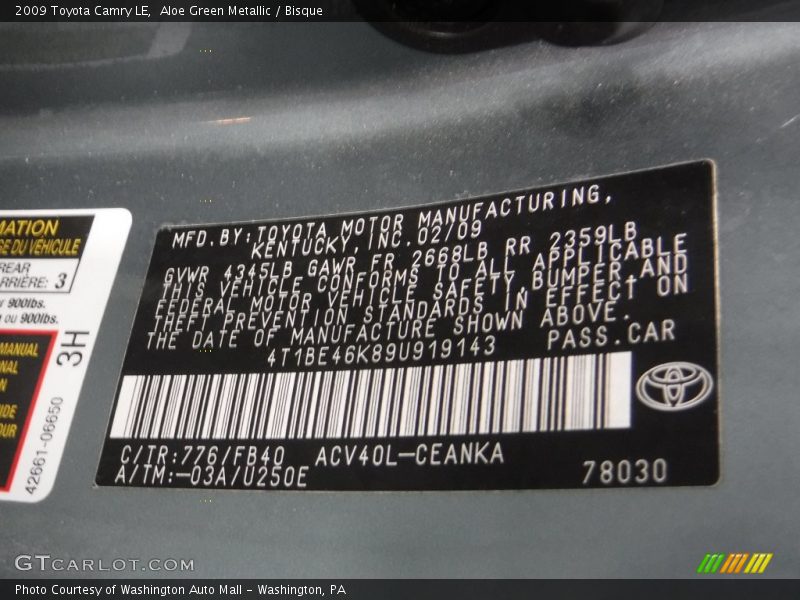 2009 Toyota Camry LE,  Aloe Green Metallic / Bisque
MFD. BY: TOYOTA MOTOR MANUFACTURING,
KENTUCKY, INC. 02/09
GVWR 4345LB GAWR FR 2668LB RR 2359LB
THIS VEHICLE CONFORMS TO ALL APPLICABLE
FEDERAL MOTOR VEHICLE SAFETY, BUMPER, AND
THEFT PREVENTION STANDARDS IN EFFECT ON
THE DATE OF MANUFACTURE SHOWN ABOVE.
4T1BE46K89U919143 PASS.CAR
C/TR:776/FB40 ACV40L-CEANKA
A/TM:-03A/U250E 78030
MATION
GE DU VÉHICULE
REAR
ARRIÈRE: 3
r 900lbs.
ou 900lbs.
MANUAL
3H
42661-06650
GTCARLOT.COM
Photo Courtesy of Washington Auto Mall - Washington, PA